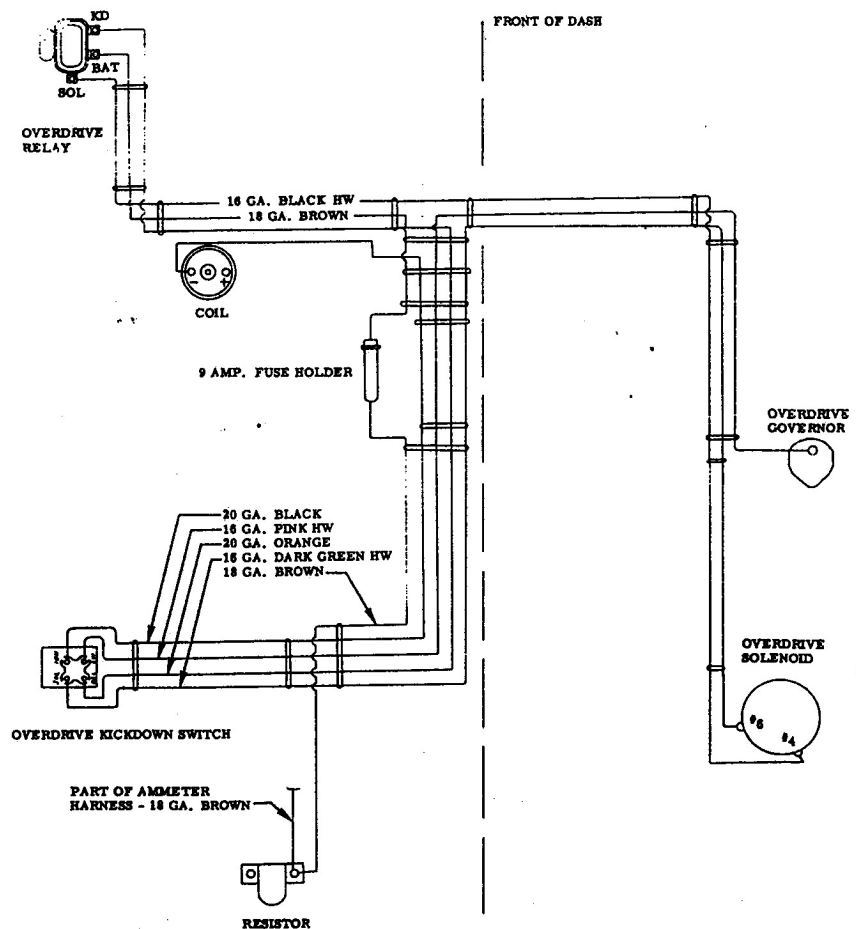 KD
BAT
SOL
OVERDRIVE
RELAY
FRONT OF DASH
16 GA. BLACK HW
18 GA. BROWN
- +
COIL
9 AMP. FUSE HOLDER
OVERDRIVE
GOVERNOR
20 GA. BLACK
16 GA. PINK HW
20 GA. ORANGE
16 GA. DARK GREEN HW
18 GA. BROWN
OVERDRIVE
SOLENOID
#6
#4
OVERDRIVE KICKDOWN SWITCH
PART OF AMMETER
HARNESS - 18 GA. BROWN
RESISTOR